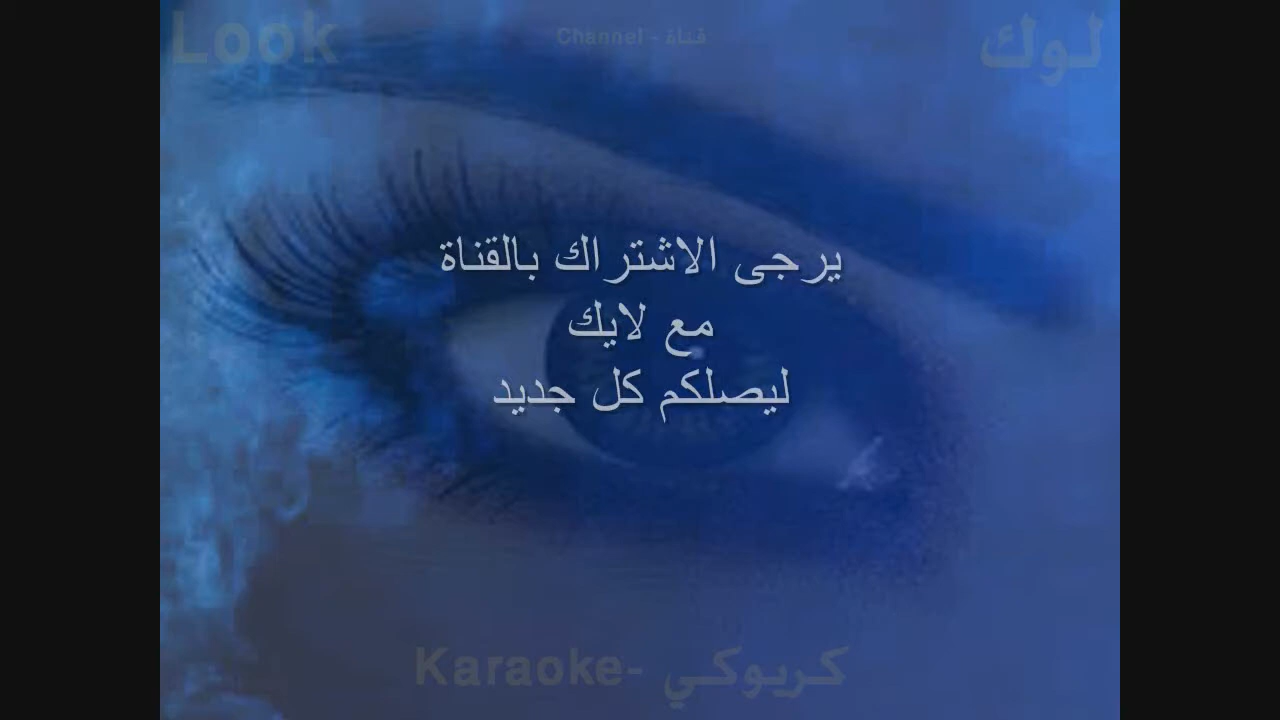 Look
Channel - قناة
لوك
يرجى الاشتراك بالقناة
مع لايك
ليصلكم كل جديد
Karaoke- كريوكي